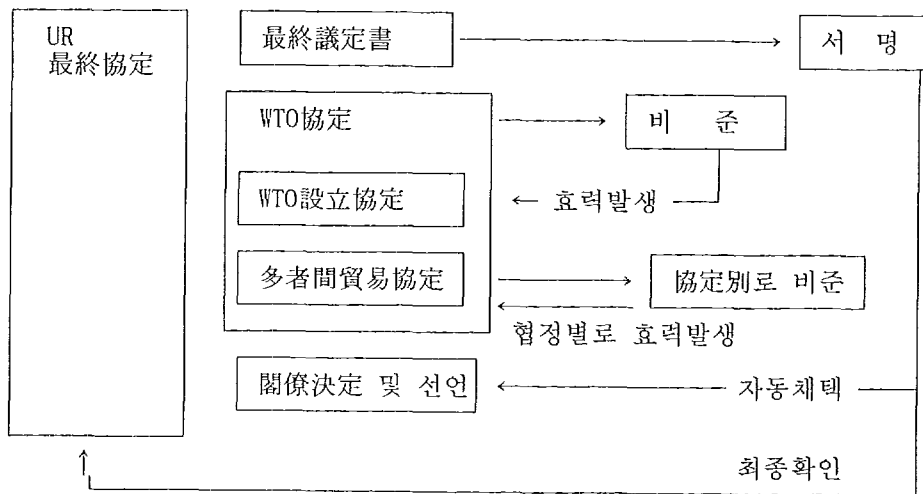 UR
最終協定
最終議定書
서 명
WTO協定
비 준
WTO設立協定
효력발생
多者間貿易協定
協定別로 비준
협정별로 효력발생
閣僚決定 및 선언
자동채택
최종확인